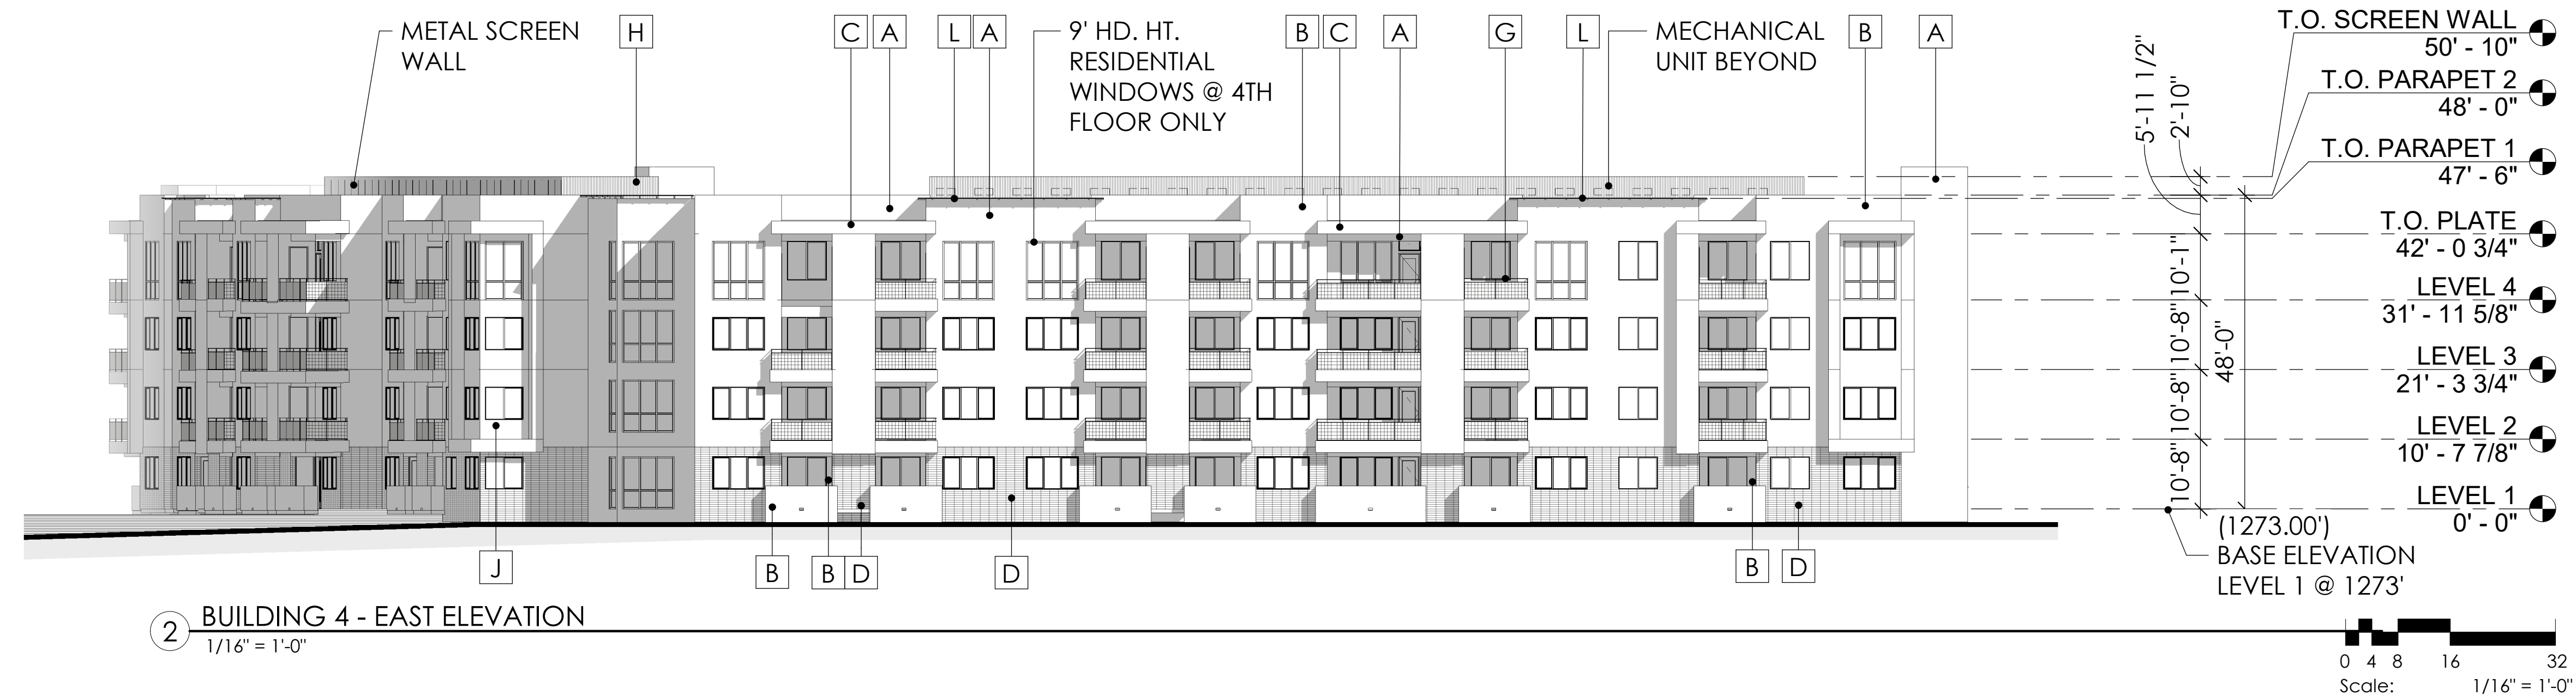 METAL SCREEN
WALL
H
C
A
L
A
9' HD. HT.
RESIDENTIAL
WINDOWS @ 4TH
FLOOR ONLY
B
C
A
G
L
MECHANICAL
UNIT BEYOND
B
A
T.O. SCREEN WALL
50' - 10"
T.O. PARAPET 2
48' - 0"
T.O. PARAPET 1
47' - 6"
T.O. PLATE
42' - 0 3/4"
LEVEL 4
31' - 11 5/8"
LEVEL 3
21' - 3 3/4"
LEVEL 2
10' - 7 7/8"
LEVEL 1
0' - 0"
5'-11 1/2"
2'-10"
10'-1"
10'-8"
10'-8"
10'-8"
48'-0"
(1273.00')
BASE ELEVATION
LEVEL 1 @ 1273'
J
B
B
D
D
B
D
2
BUILDING 4 - EAST ELEVATION
1/16" = 1'-0"
0 4 8 16 32
Scale: 1/16" = 1'-0"